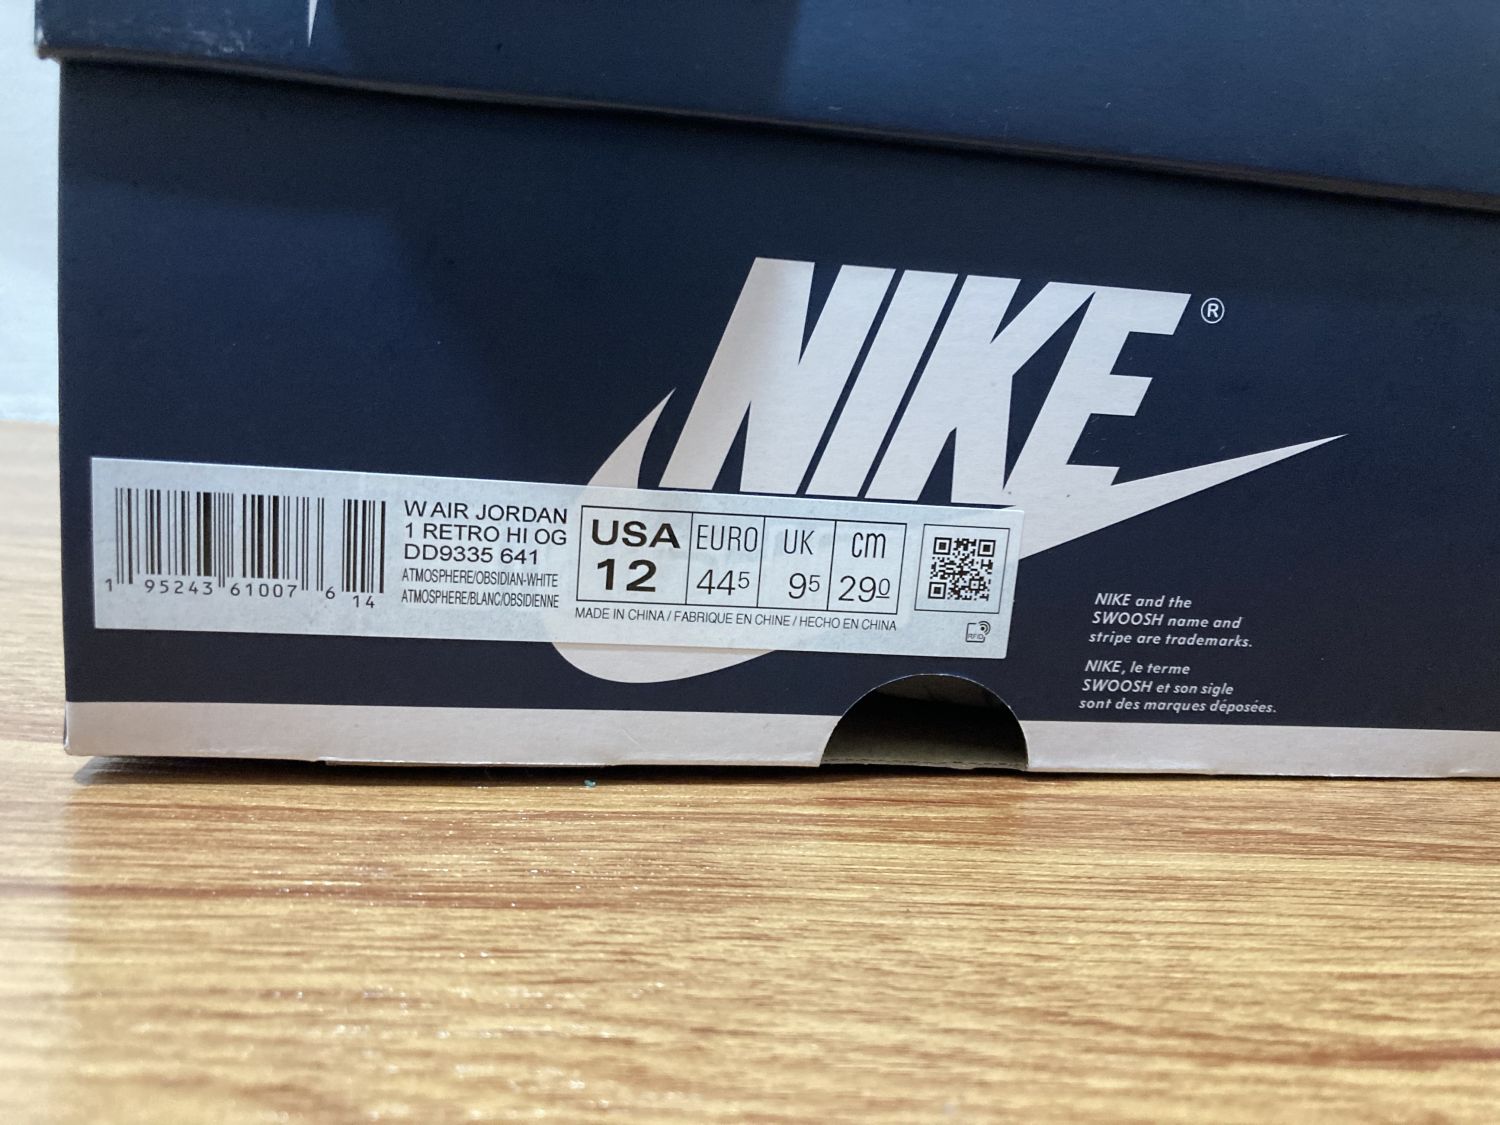 NIKE®
W AIR JORDAN
1 RETRO HI OG
DD9335 641
ATMOSPHERE/OBSIDIAN-WHITE
ATMOSPHERE/BLANC/OBSIDIENNE
1 95243 61007 6 14
USA EURO UK cm
12 445 95 290
MADE IN CHINA / FABRIQUE EN CHINE / HECHO EN CHINA
RFID
NIKE and the
SWOOSH name and
stripe are trademarks.
NIKE, le terme
SWOOSH et son sigle
sont des marques déposées.